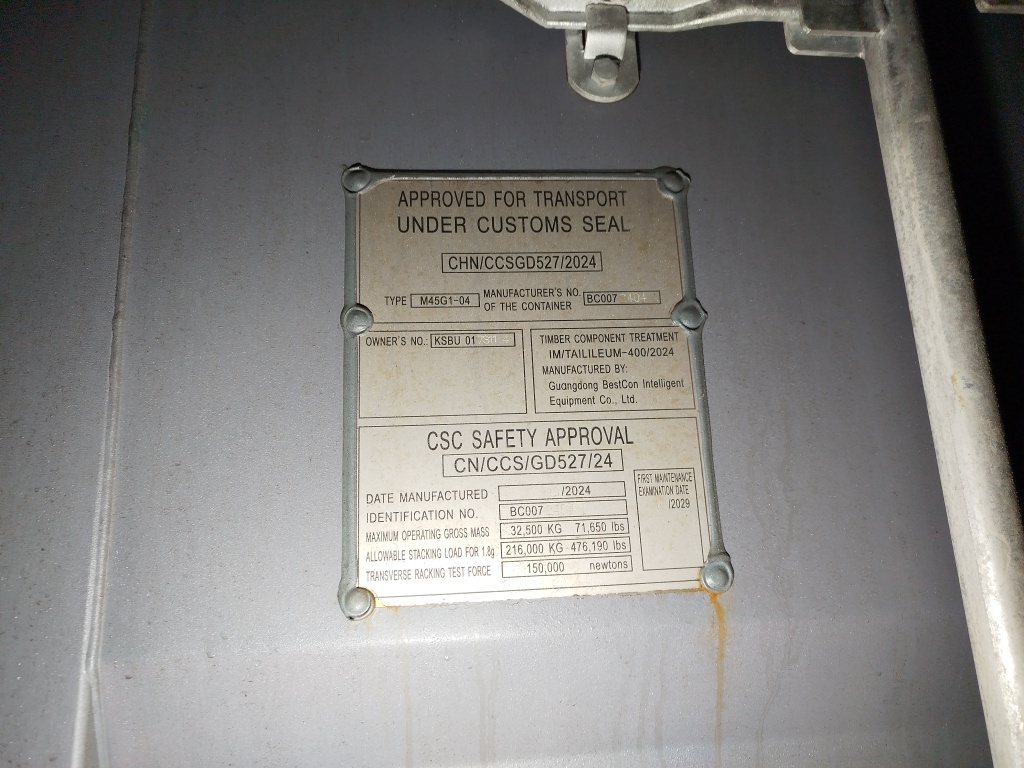 APPROVED FOR TRANSPORT
UNDER CUSTOMS SEAL
CHN/CCSGD527/2024
TYPE M45G1-04 MANUFACTURER'S NO. OF THE CONTAINER BC007
OWNER'S NO.: KSBU 01
TIMBER COMPONENT TREATMENT
IM/TAILILEUM-400/2024
MANUFACTURED BY:
Guangdong BestCon Intelligent
Equipment Co., Ltd.
CSC SAFETY APPROVAL
CN/CCS/GD527/24
DATE MANUFACTURED /2024
IDENTIFICATION NO. BC007
MAXIMUM OPERATING GROSS MASS 32,500 KG 71,650 lbs
ALLOWABLE STACKING LOAD FOR 1.8g 216,000 KG 476,190 lbs
TRANSVERSE RACKING TEST FORCE 150,000 newtons
FIRST MAINTENANCE
EXAMINATION DATE
/2029